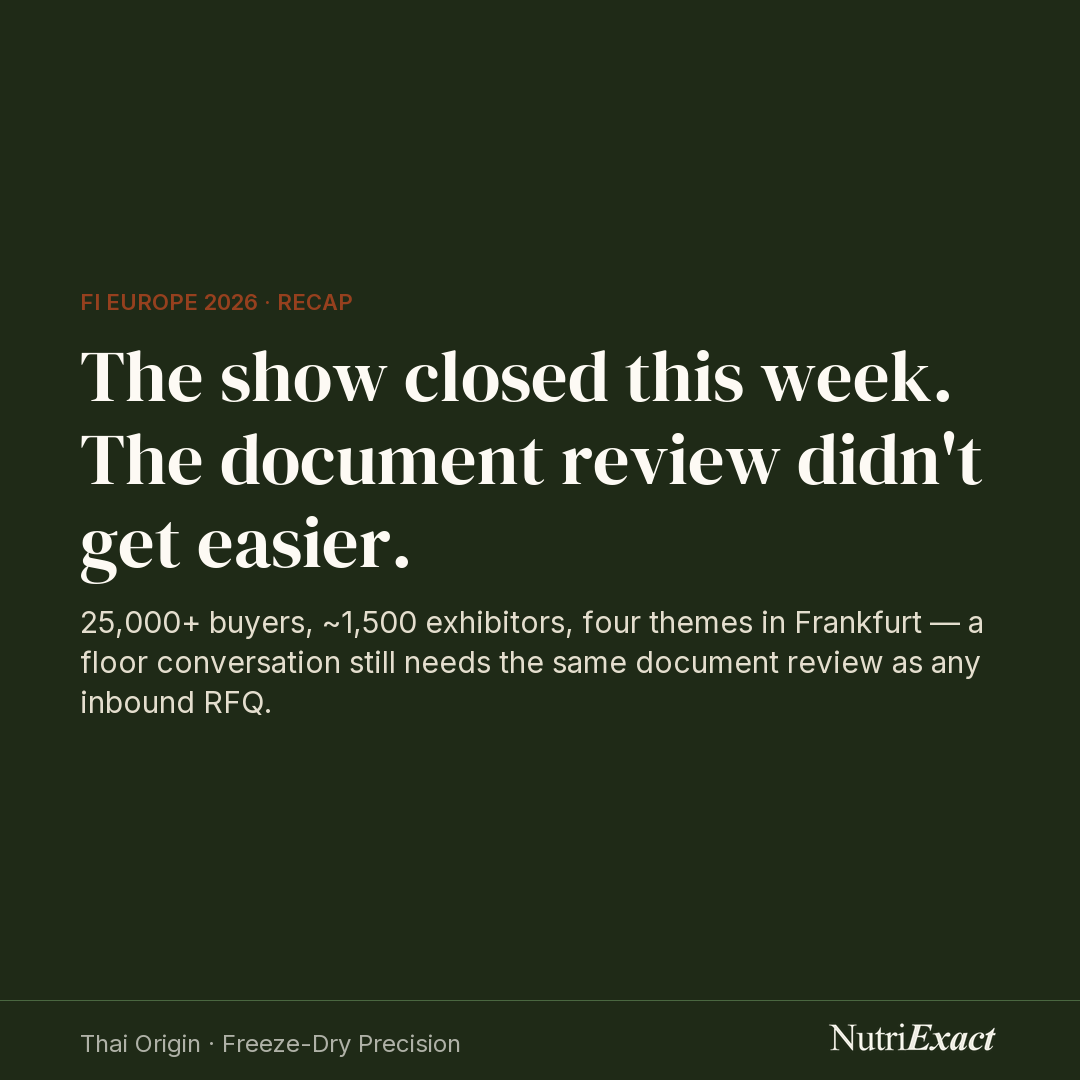 FI EUROPE 2026 · RECAP
The show closed this week.
The document review didn't
get easier.
25,000+ buyers, ~1,500 exhibitors, four themes in Frankfurt — a
floor conversation still needs the same document review as any
inbound RFQ.
Thai Origin · Freeze-Dry Precision
NutriExact